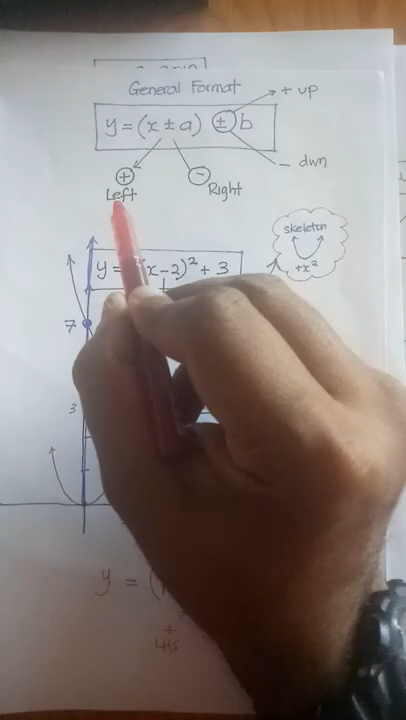 General Format
+ up
y = (x ± a) ± b
- dwn
+
Left
-
Right
skeleton
+x²
y = (x-2)² + 3
7
3
y = (
+
LHS